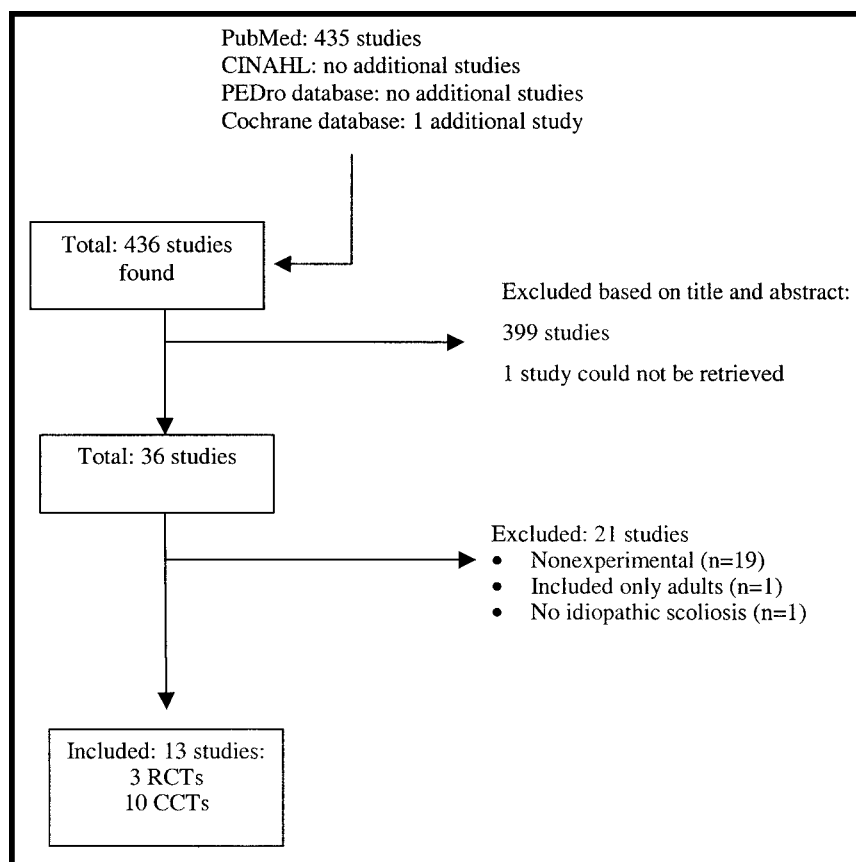 PubMed: 435 studies
CINAHL: no additional studies
PEDro database: no additional studies
Cochrane database: 1 additional study
Total: 436 studies
found
Excluded based on title and abstract:
399 studies
1 study could not be retrieved
Total: 36 studies
Excluded: 21 studies
• Nonexperimental (n=19)
• Included only adults (n=1)
• No idiopathic scoliosis (n=1)
Included: 13 studies:
3 RCTs
10 CCTs